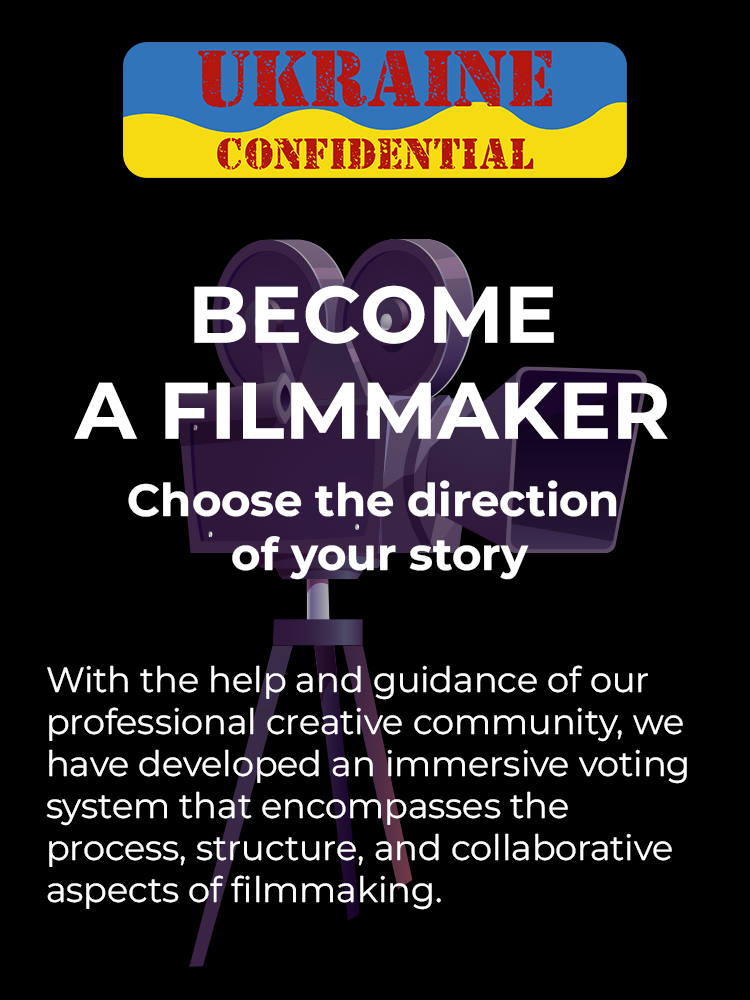 UKRAINE
CONFIDENTIAL
BECOME
A FILMMAKER
Choose the direction
of your story
With the help and guidance of our
professional creative community, we
have developed an immersive voting
system that encompasses the
process, structure, and collaborative
aspects of filmmaking.